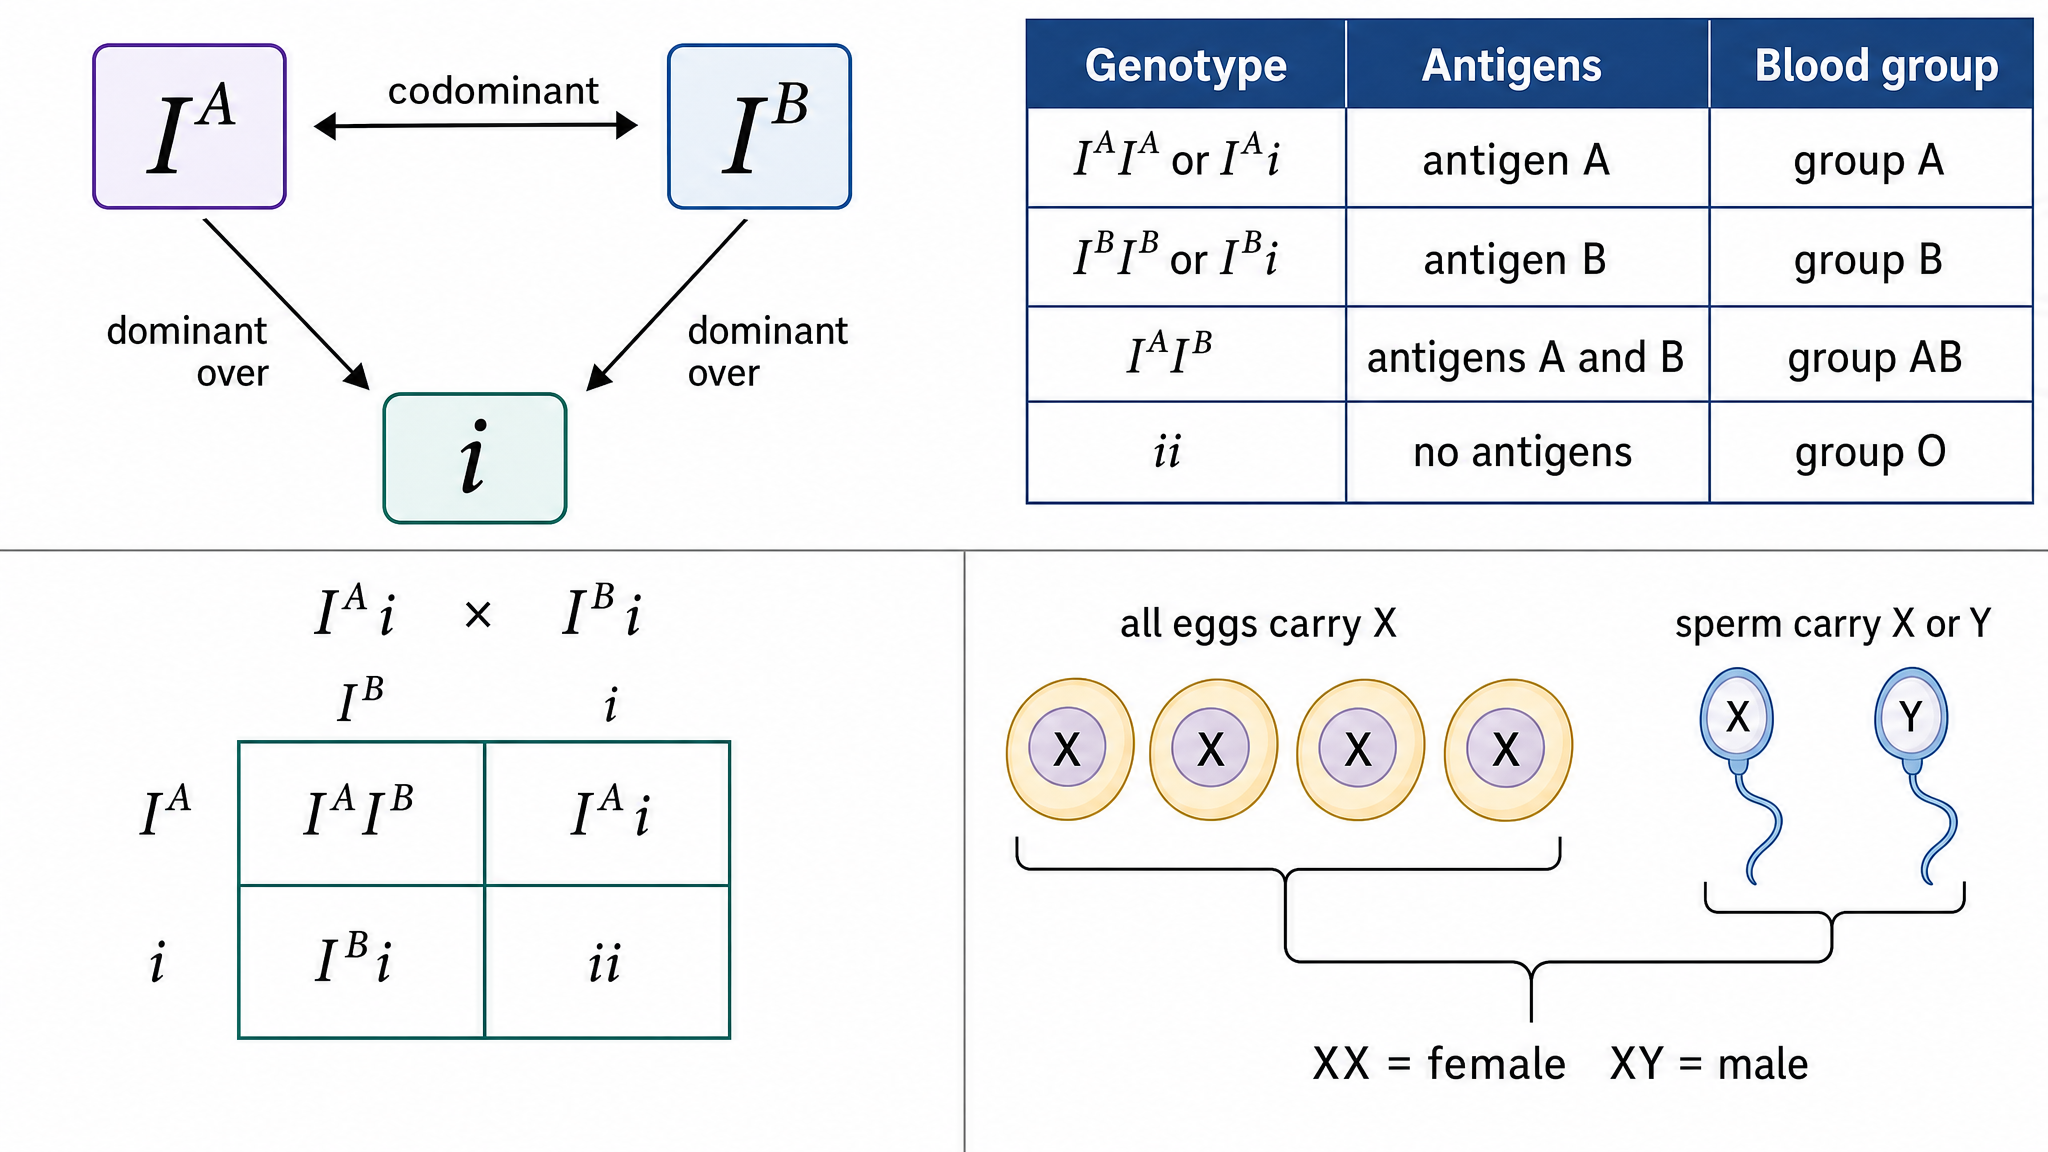 I^A
codominant
I^B
dominant
over
dominant
over
i
Genotype Antigens Blood group
I^A I^A or I^A i antigen A group A
I^B I^B or I^B i antigen B group B
I^A I^B antigens A and B group AB
ii no antigens group O
I^A i × I^B i
I^B i
I^A I^A I^B I^A i
i I^B i ii
all eggs carry X
sperm carry X or Y
X X X X
X Y
XX = female XY = male